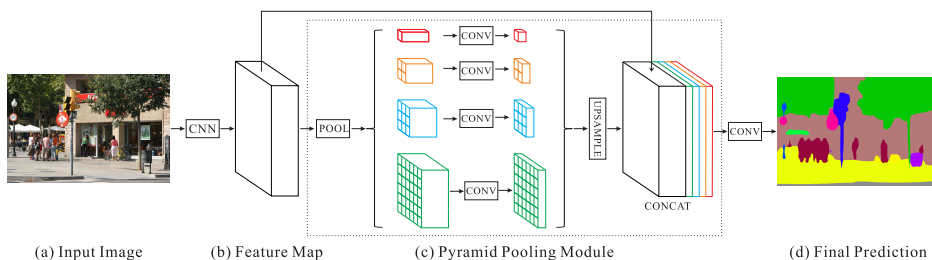 CNN
POOL
CONV
CONV
CONV
CONV
UPSAMPLE
CONCAT
CONV
(a) Input Image
(b) Feature Map
(c) Pyramid Pooling Module
(d) Final Prediction